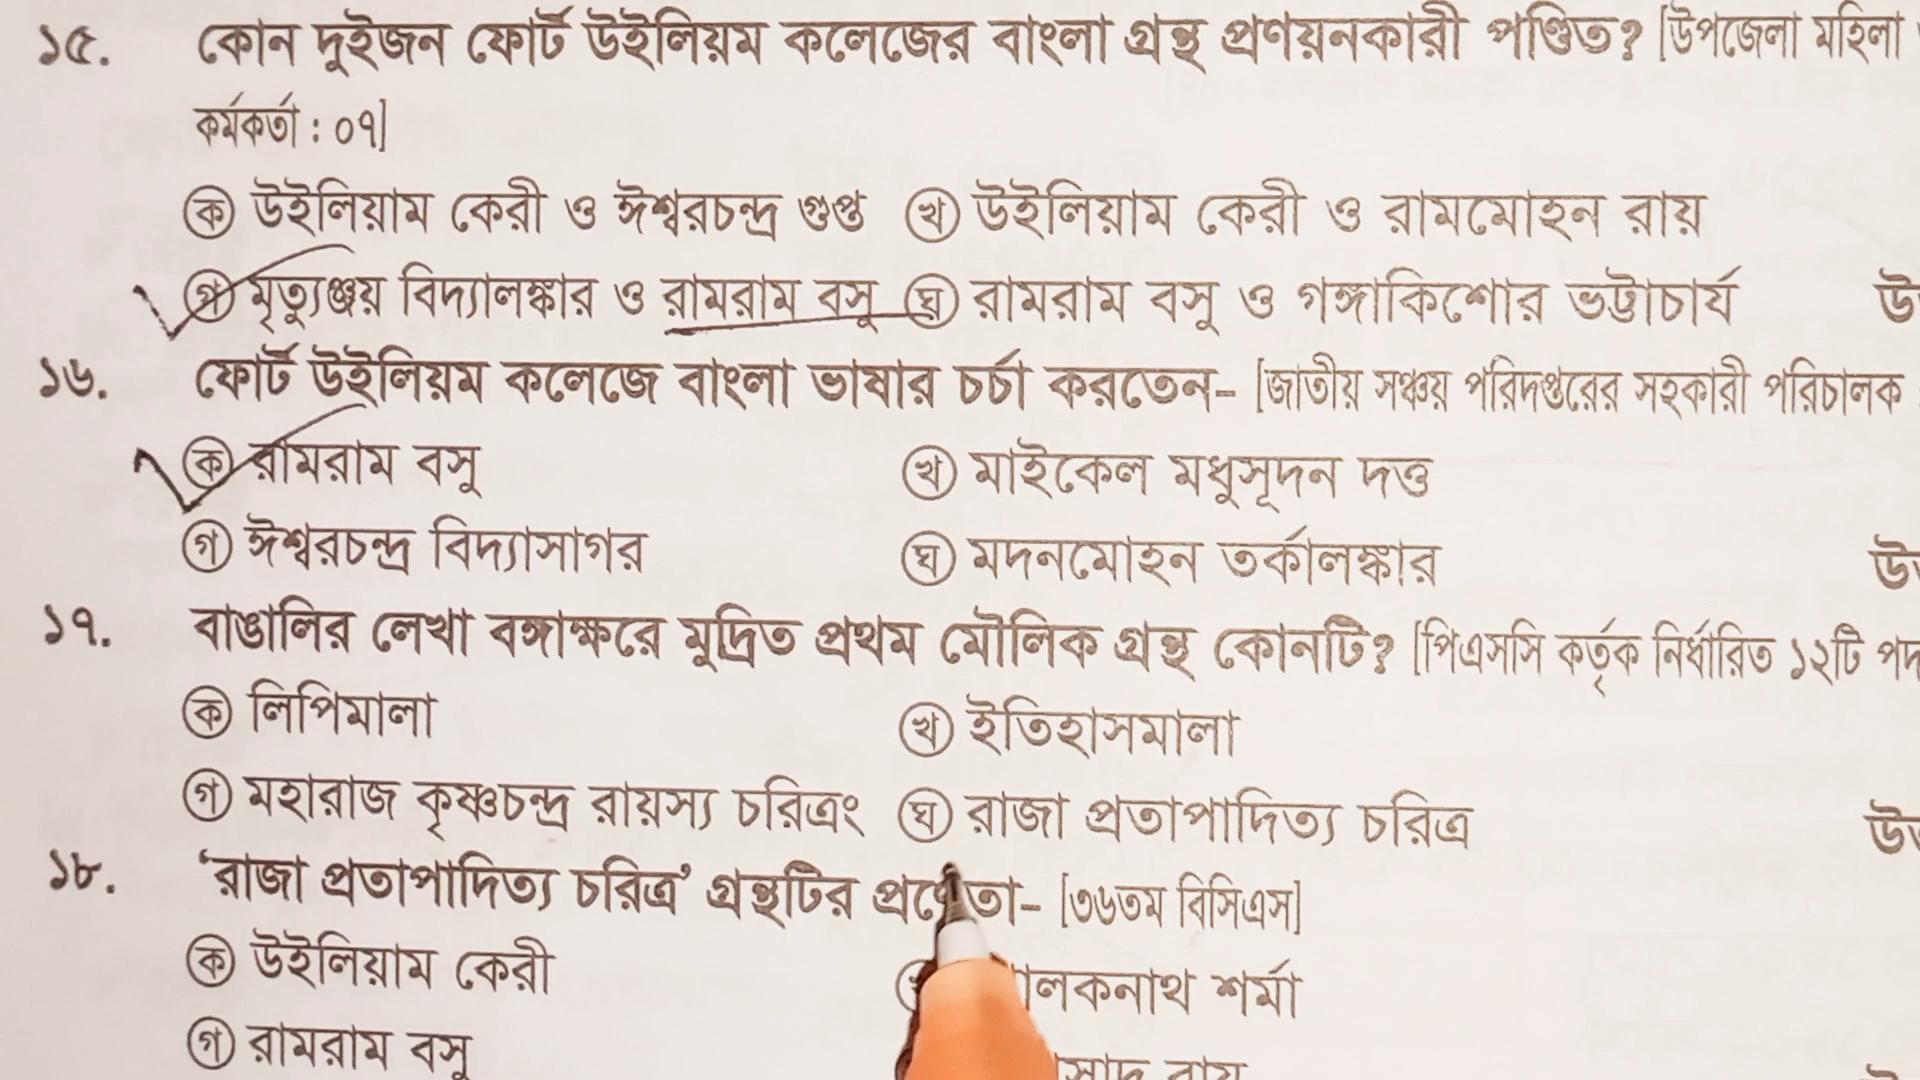 ১৫. কোন দুইজন ফোর্ট উইলিয়ম কলেজের বাংলা গ্রন্থ প্রণয়নকারী পণ্ডিত? [উপজেলা মহিলা
কর্মকর্তা : ০৭]
ক উইলিয়াম কেরী ও ঈশ্বরচন্দ্র গুপ্ত খ উইলিয়াম কেরী ও রামমোহন রায়
গ মৃত্যুঞ্জয় বিদ্যালঙ্কার ও রামরাম বসু ঘ রামরাম বসু ও গঙ্গাকিশোর ভট্টাচার্য
১৬. ফোর্ট উইলিয়ম কলেজে বাংলা ভাষার চর্চা করতেন- [জাতীয় সঞ্চয় পরিদপ্তরের সহকারী পরিচালক
ক রামরাম বসু খ মাইকেল মধুসূদন দত্ত
গ ঈশ্বরচন্দ্র বিদ্যাসাগর ঘ মদনমোহন তর্কালঙ্কার
১৭. বাঙালির লেখা বঙ্গাক্ষরে মুদ্রিত প্রথম মৌলিক গ্রন্থ কোনটি? [পিএসসি কর্তৃক নির্ধারিত ১২টি
ক লিপিমালা খ ইতিহাসমালা
গ মহারাজ কৃষ্ণচন্দ্র রায়স্য চরিত্রং ঘ রাজা প্রতাপাদিত্য চরিত্র
১৮. ‘রাজা প্রতাপাদিত্য চরিত্র’ গ্রন্থটির প্রণেতা- [৩৬তম বিসিএস]
ক উইলিয়াম কেরী শর্মা
গ রামরাম বসু রায়